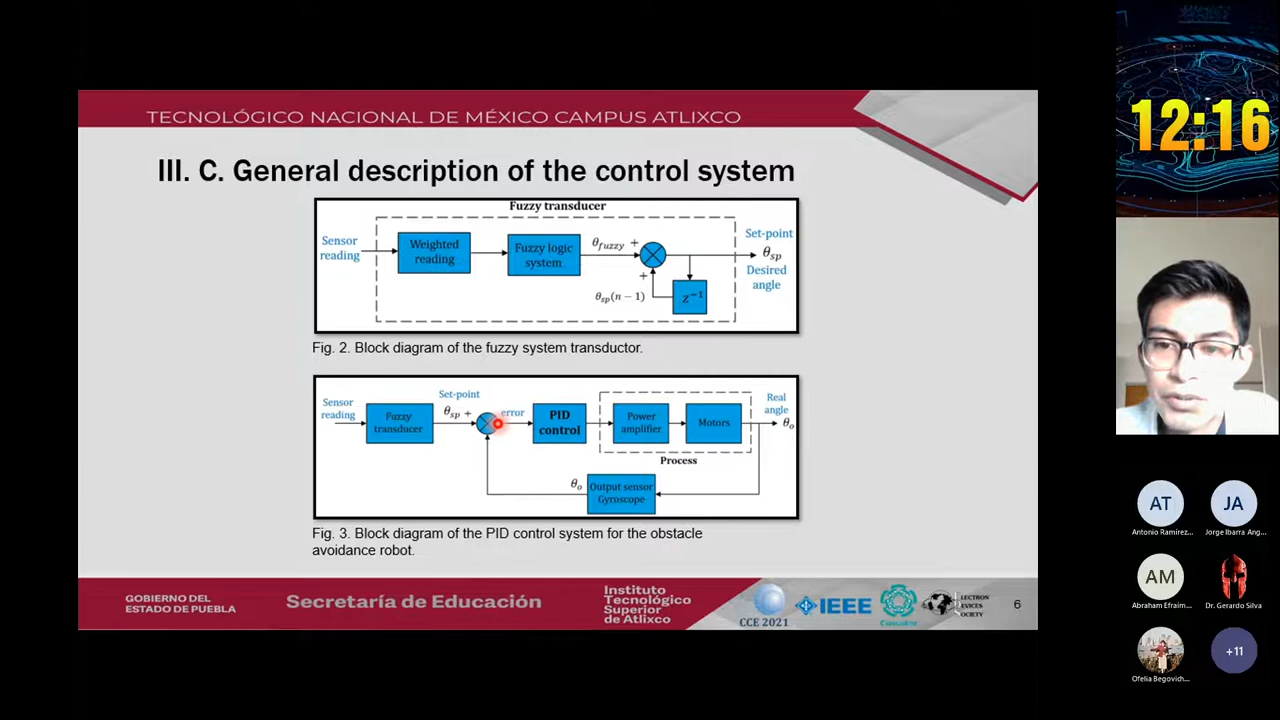 TECNOLÓGICO NACIONAL DE MÉXICO CAMPUS ATLIXCO
III. C. General description of the control system
Fuzzy transducer
Sensor
reading
Weighted
reading
Fuzzy logic
system
θfuzzy +
+
θsp(n − 1)
z⁻¹
Set-point
θsp
Desired
angle
Fig. 2. Block diagram of the fuzzy system transductor.
Sensor
reading
Fuzzy
transducer
Set-point
θsp +
error
PID
control
Power
amplifier
Motors
Process
Real
angle
θo
θo
Output sensor
Gyroscope
Fig. 3. Block diagram of the PID control system for the obstacle
avoidance robot.
GOBIERNO DEL
ESTADO DE PUEBLA
Secretaría de Educación
Instituto
Tecnológico
Superior
de Atlixco
CCE 2021
IEEE
LECTRON
EVICES
OCIETY
6
12:16
AT
Antonio Ramírez...
JA
Jorge Ibarra Ang...
AM
Abraham Efraím...
Dr. Gerardo Silva
Ofelia Begovich...
+11